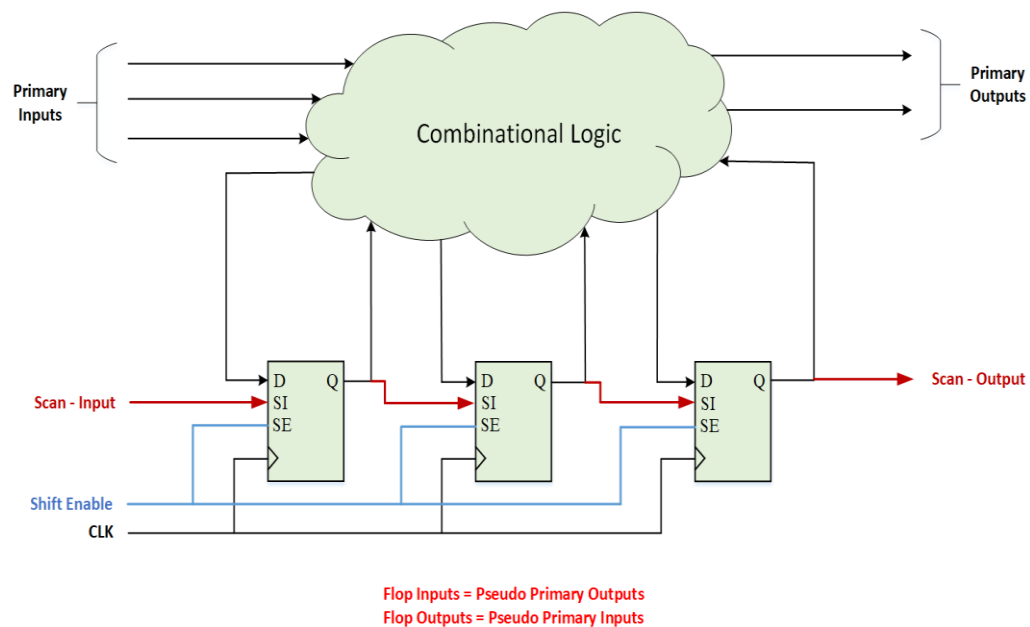 Primary
Inputs
Combinational Logic
Primary
Outputs
D Q
SI
SE
D Q
SI
SE
D Q
SI
SE
Scan - Input
Scan - Output
Shift Enable
CLK
Flop Inputs = Pseudo Primary Outputs
Flop Outputs = Pseudo Primary Inputs